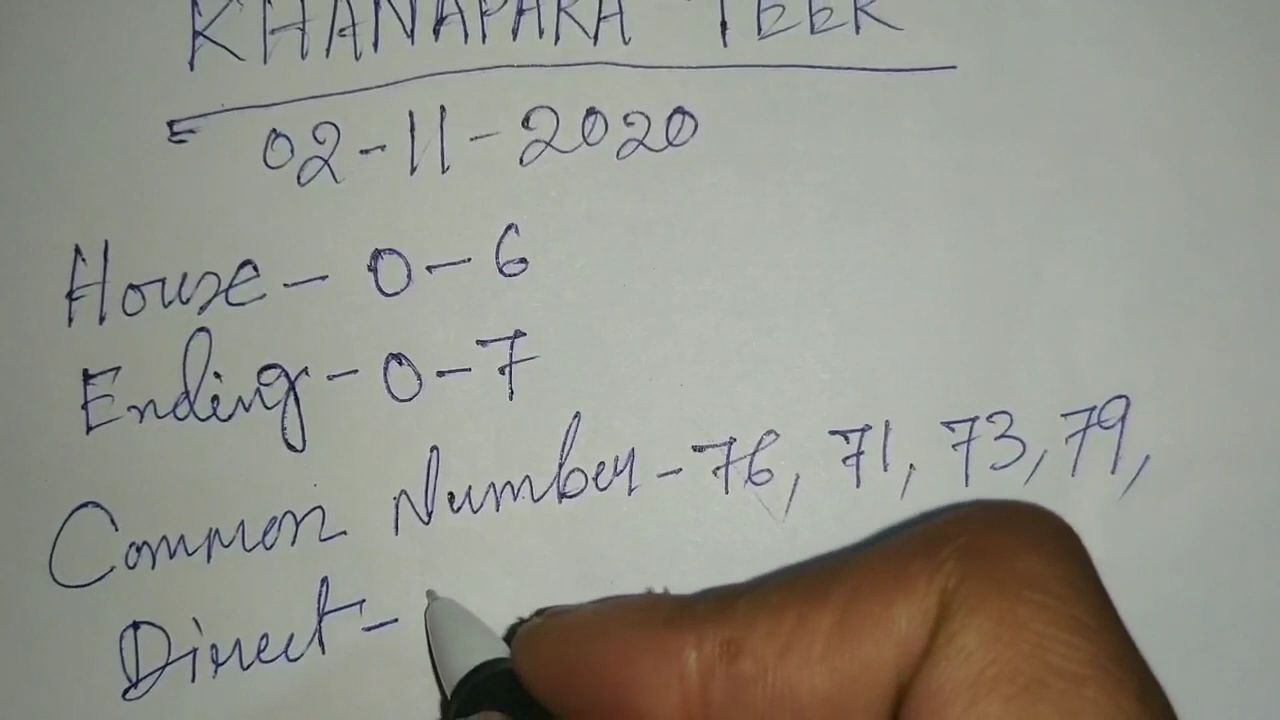 KHANAPARA TEER
02-11-2020
House - 0-6
Ending - 0-7
Common Number - 76, 71, 73, 79,
Direct -